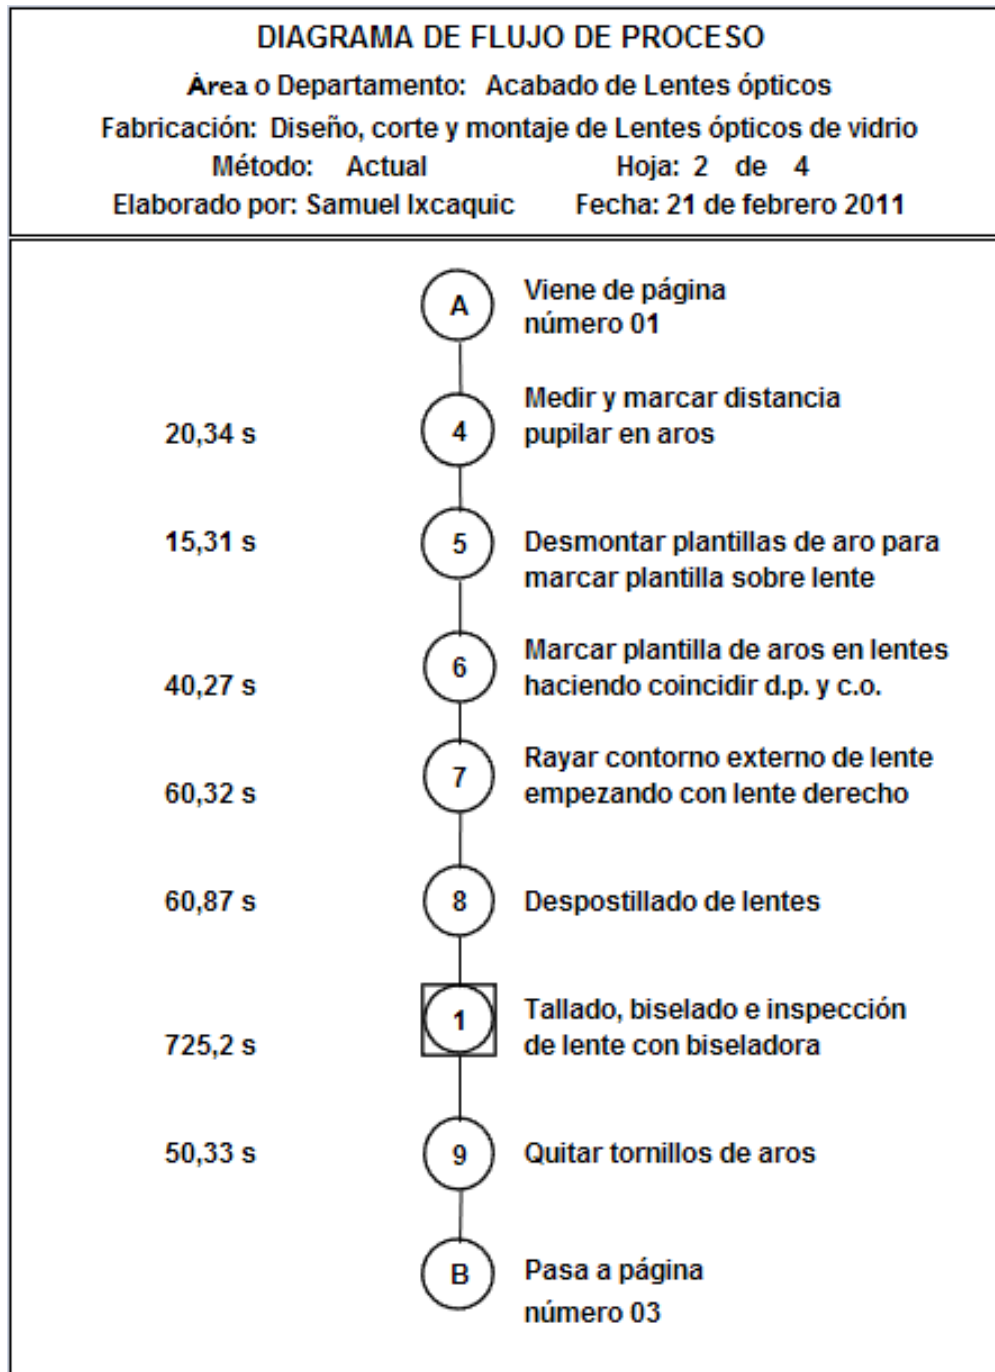 DIAGRAMA DE FLUJO DE PROCESO
Área o Departamento: Acabado de Lentes ópticos
Fabricación: Diseño, corte y montaje de Lentes ópticos de vidrio
Método: Actual Hoja: 2 de 4
Elaborado por: Samuel Ixcaquic Fecha: 21 de febrero 2011
A
Viene de página
número 01
20,34 s
4
Medir y marcar distancia
pupilar en aros
15,31 s
5
Desmontar plantillas de aro para
marcar plantilla sobre lente
40,27 s
6
Marcar plantilla de aros en lentes
haciendo coincidir d.p. y c.o.
60,32 s
7
Rayar contorno externo de lente
empezando con lente derecho
60,87 s
8
Despostillado de lentes
725,2 s
1
Tallado, biselado e inspección
de lente con biseladora
50,33 s
9
Quitar tornillos de aros
B
Pasa a página
número 03